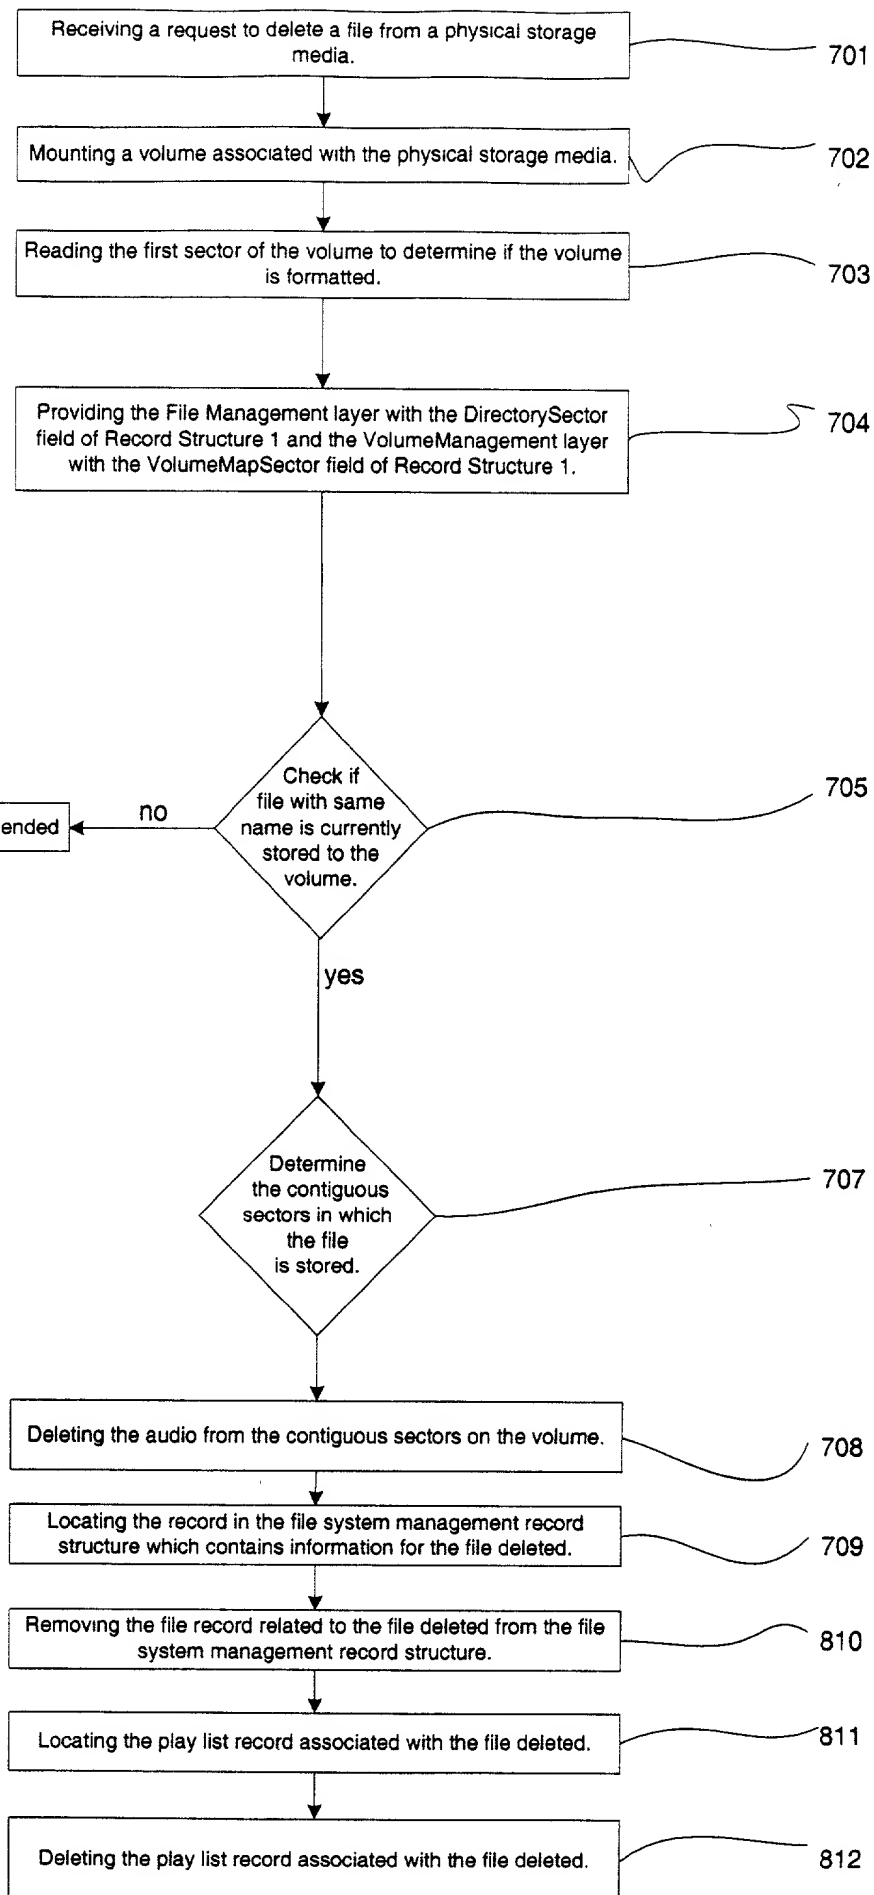 Receiving a request to delete a file from a physical storage
media.
701
Mounting a volume associated with the physical storage media.
702
Reading the first sector of the volume to determine if the volume
is formatted.
703
Providing the File Management layer with the DirectorySector
field of Record Structure 1 and the VolumeManagement layer
with the VolumeMapSector field of Record Structure 1.
704
Check if
file with same
name is currently
stored to the
volume.
705
no
ended
yes
Determine
the contiguous
sectors in which
the file
is stored.
707
Deleting the audio from the contiguous sectors on the volume.
708
Locating the record in the file system management record
structure which contains information for the file deleted.
709
Removing the file record related to the file deleted from the file
system management record structure.
810
Locating the play list record associated with the file deleted.
811
Deleting the play list record associated with the file deleted.
812